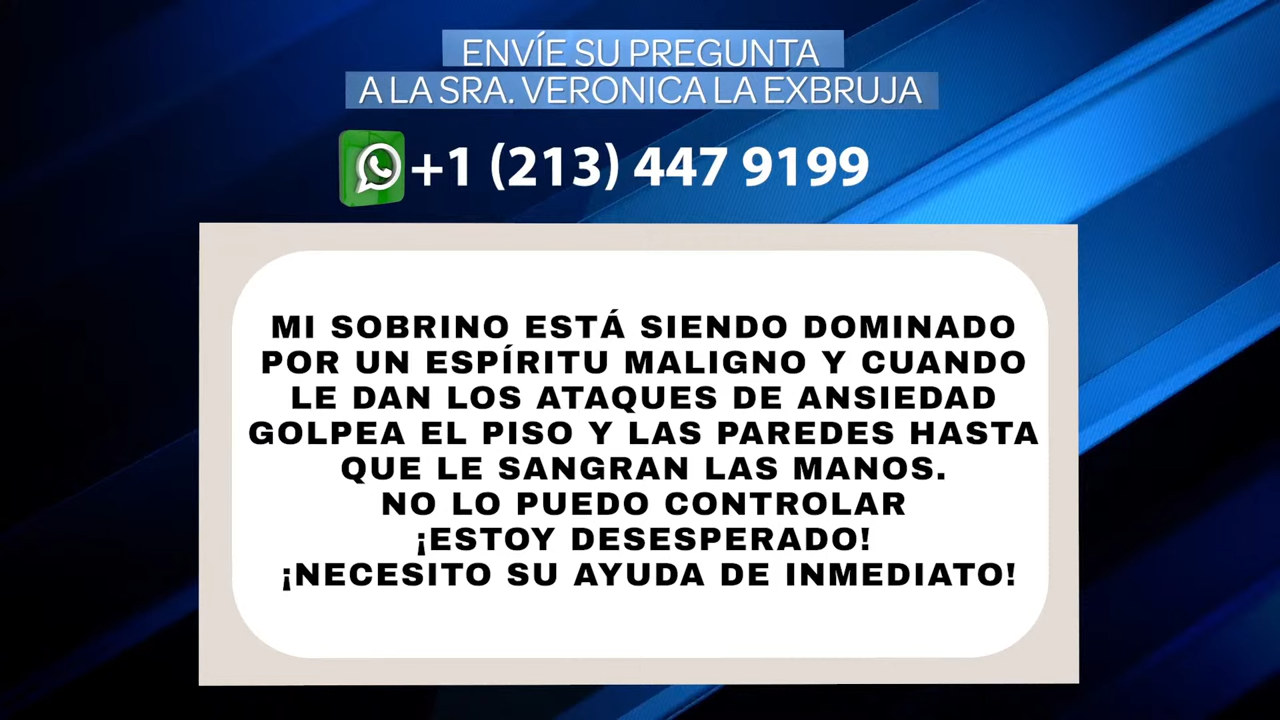 ENVÍE SU PREGUNTA
A LA SRA. VERONICA LA EXBRUJA
+1 (213) 447 9199
MI SOBRINO ESTÁ SIENDO DOMINADO
POR UN ESPÍRITU MALIGNO Y CUANDO
LE DAN LOS ATAQUES DE ANSIEDAD
GOLPEA EL PISO Y LAS PAREDES HASTA
QUE LE SANGRAN LAS MANOS.
NO LO PUEDO CONTROLAR
¡ESTOY DESESPERADO!
¡NECESITO SU AYUDA DE INMEDIATO!